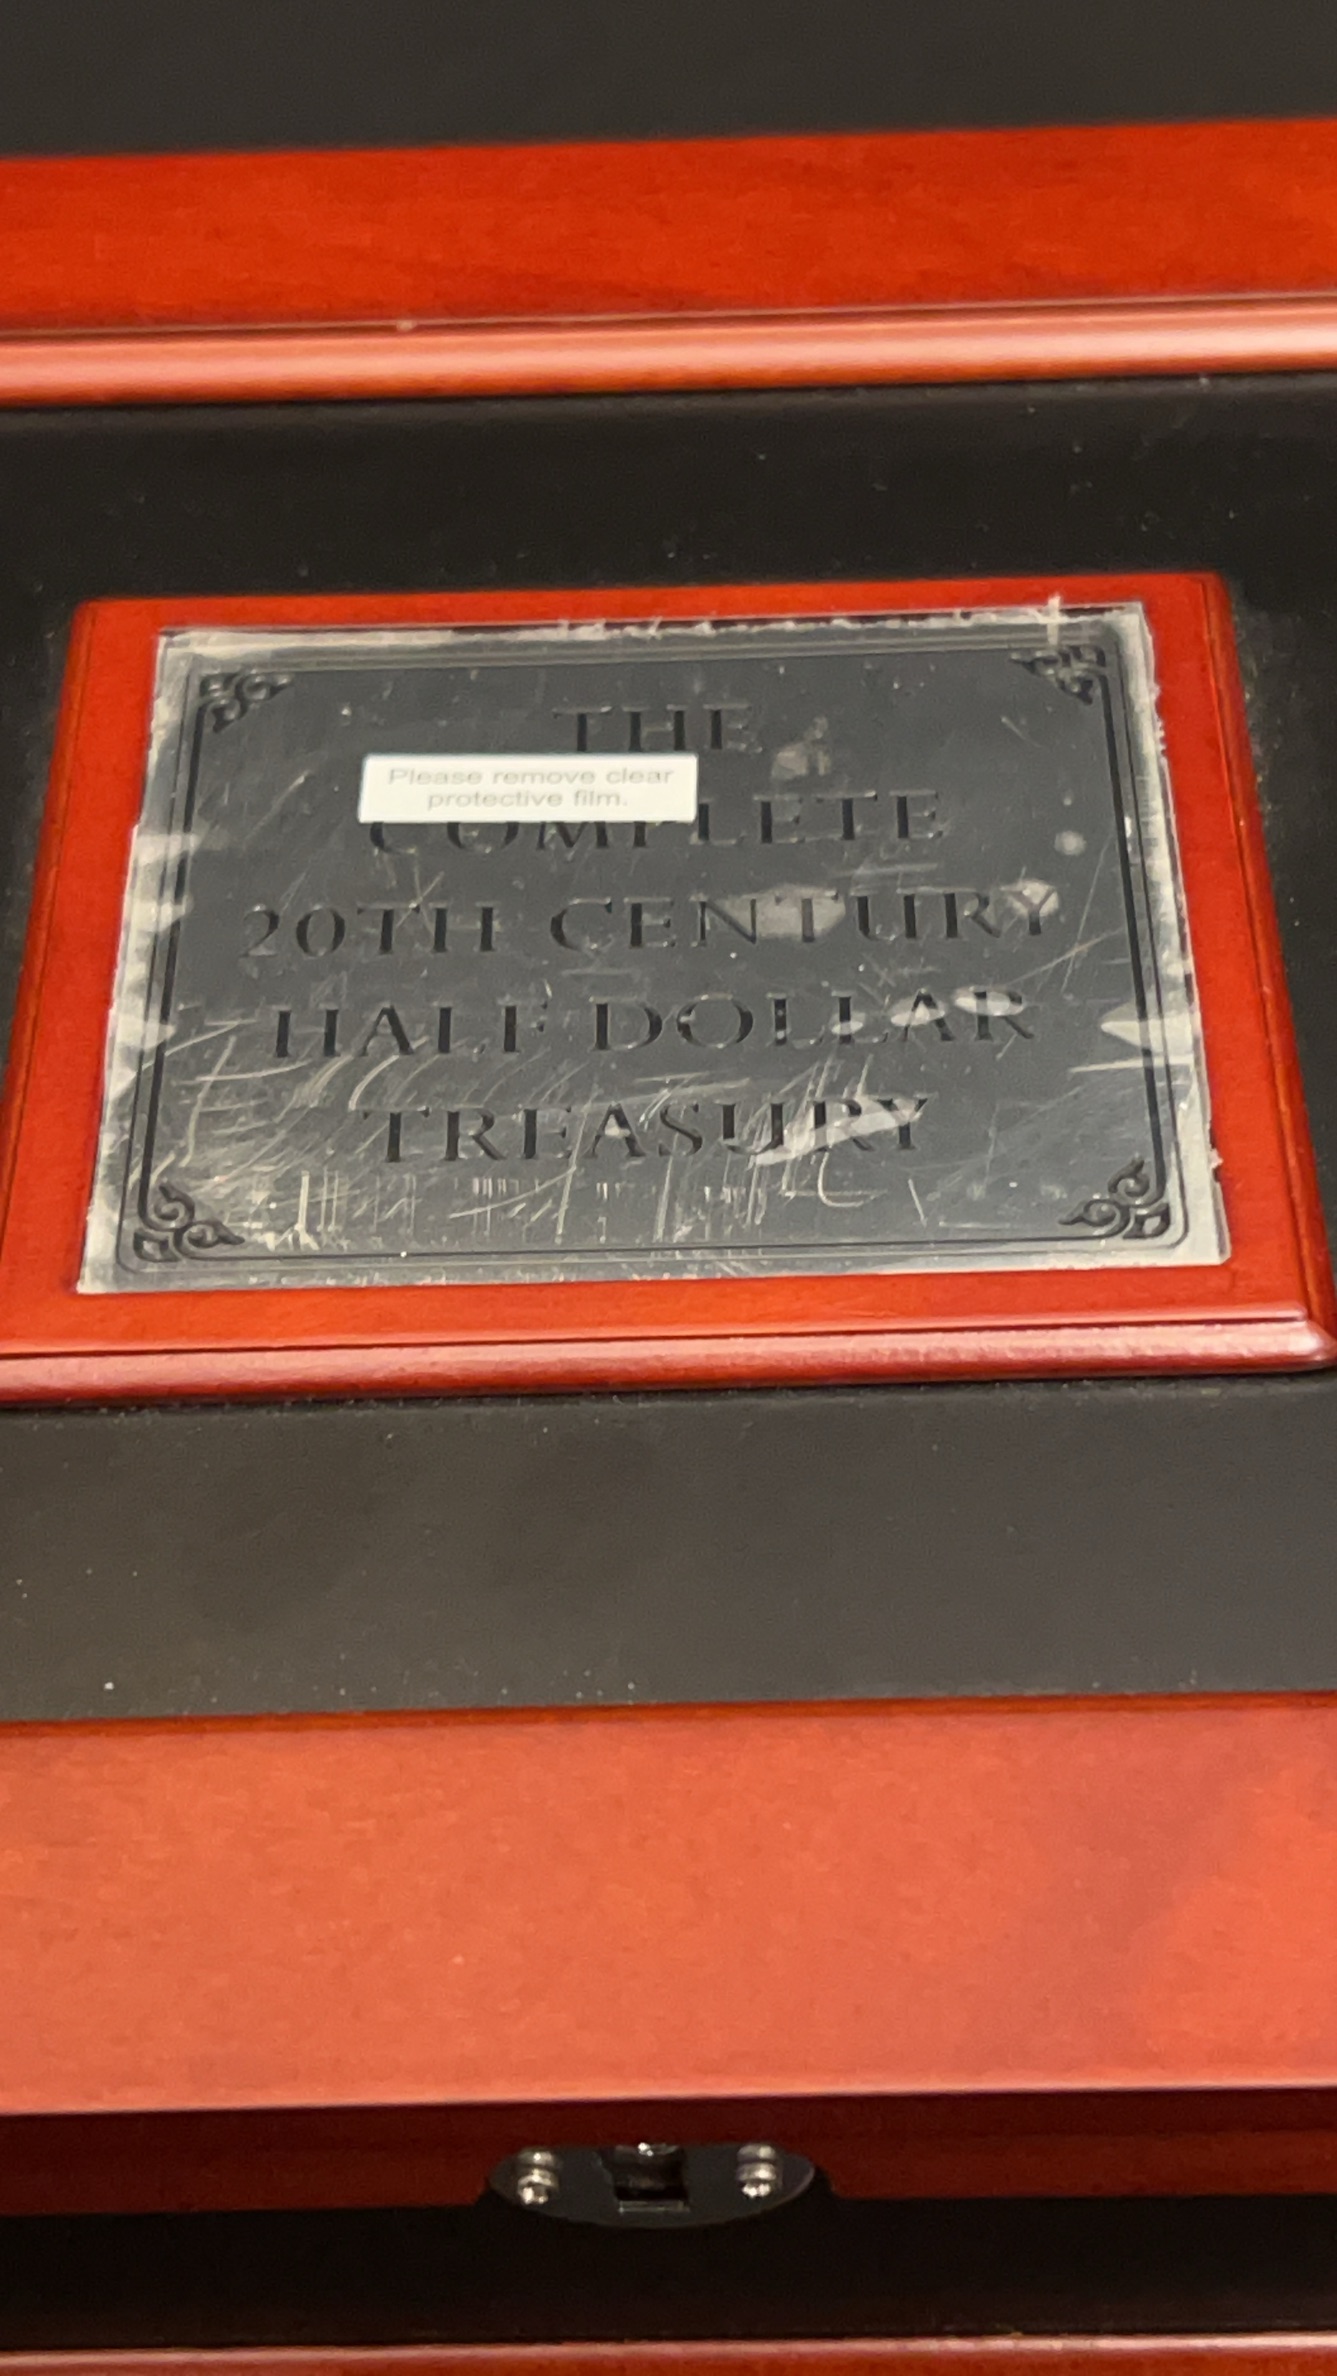 THE
Please remove clear
protective film.
COMPLETE
20TH CENTURY
HALF DOLLAR
TREASURY